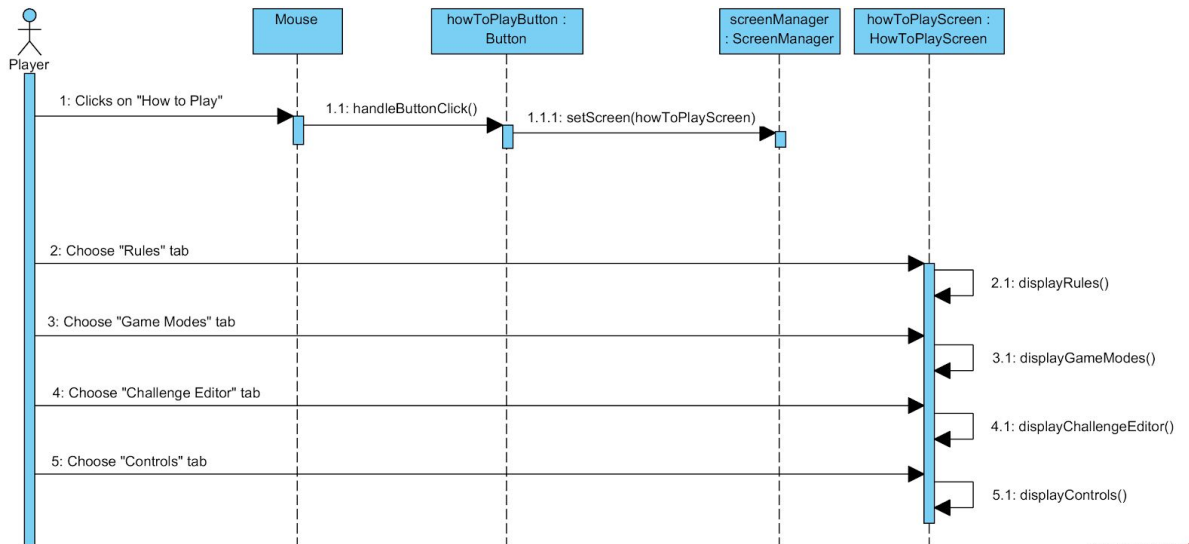 Mouse
howToPlayButton :
Button
screenManager
: ScreenManager
howToPlayScreen :
HowToPlayScreen
Player
1: Clicks on "How to Play"
1.1: handleButtonClick()
1.1.1: setScreen(howToPlayScreen)
2: Choose "Rules" tab
2.1: displayRules()
3: Choose "Game Modes" tab
3.1: displayGameModes()
4: Choose "Challenge Editor" tab
4.1: displayChallengeEditor()
5: Choose "Controls" tab
5.1: displayControls()